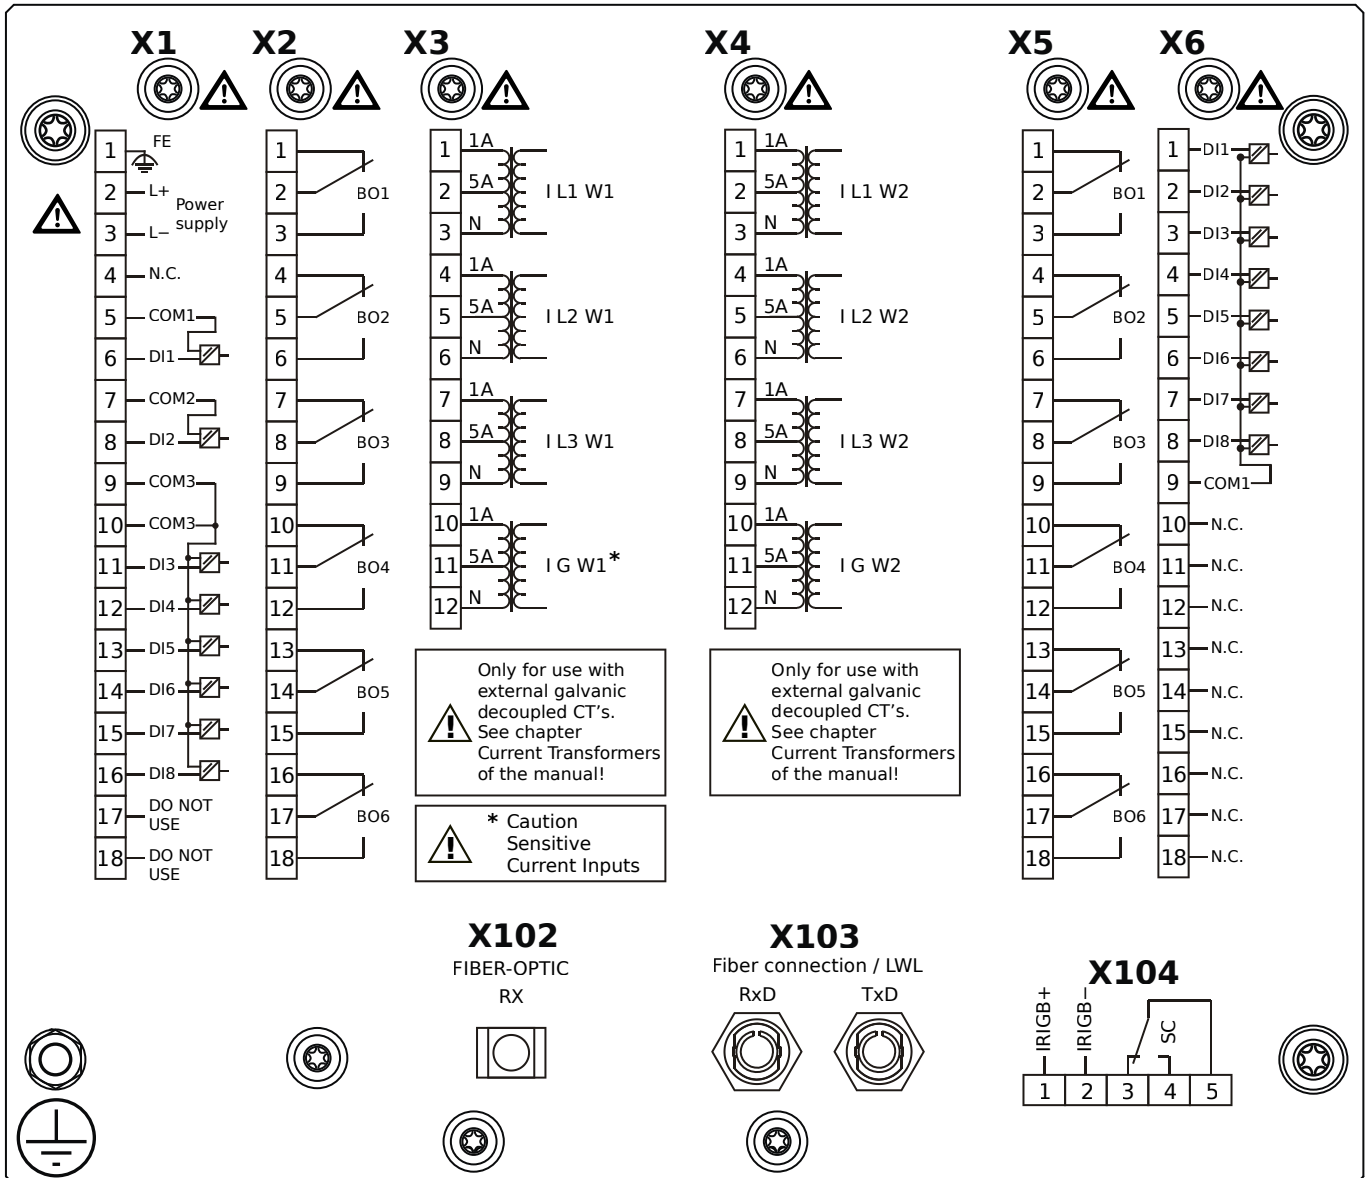 X1
X2
X3
X4
X5
X6
1 FE
2 L+
Power
supply
3 L−
4 N.C.
5 COM1
6 DI1
7 COM2
8 DI2
9 COM3
10 COM3
11 DI3
12 DI4
13 DI5
14 DI6
15 DI7
16 DI8
17 DO NOT
USE
18 DO NOT
USE
1
2 BO1
3
4
5 BO2
6
7
8 BO3
9
10
11 BO4
12
13
14 BO5
15
16
17 BO6
18
1 1A
2 5A I L1 W1
3 N
4 1A
5 5A I L2 W1
6 N
7 1A
8 5A I L3 W1
9 N
10 1A
11 5A I G W1*
12 N
Only for use with
external galvanic
decoupled CT's.
See chapter
Current Transformers
of the manual!
* Caution
Sensitive
Current Inputs
1 1A
2 5A I L1 W2
3 N
4 1A
5 5A I L2 W2
6 N
7 1A
8 5A I L3 W2
9 N
10 1A
11 5A I G W2
12 N
Only for use with
external galvanic
decoupled CT's.
See chapter
Current Transformers
of the manual!
1
2 BO1
3
4
5 BO2
6
7
8 BO3
9
10
11 BO4
12
13
14 BO5
15
16
17 BO6
18
1 DI1
2 DI2
3 DI3
4 DI4
5 DI5
6 DI6
7 DI7
8 DI8
9 COM1
10 N.C.
11 N.C.
12 N.C.
13 N.C.
14 N.C.
15 N.C.
16 N.C.
17 N.C.
18 N.C.
X102
FIBER-OPTIC
RX
X103
Fiber connection / LWL
RxD TxD
X104
IRIGB+
IRIGB−
SC
1 2 3 4 5